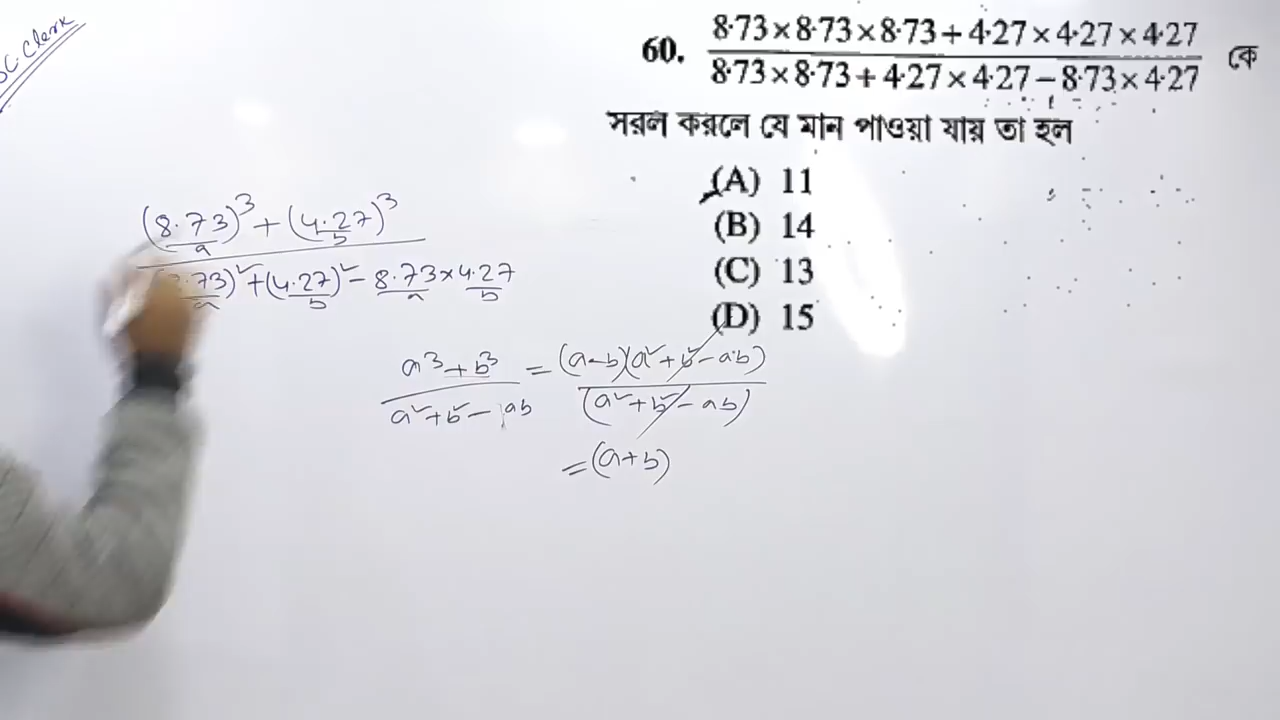 SC Clerk
60. 8·73×8·73×8·73+4·27×4·27×4·27 কে
8·73×8·73+4·27×4·27−8·73×4·27
সরল করলে যে মান পাওয়া যায় তা হল
(A) 11
(B) 14
(C) 13
(D) 15
(8.73)³ + (4.27)³
a b
.73)² + (4.27)² − 8.73 × 4.27
a b a b
a³ + b³ = (a-b)(a² + b² − ab)
a² + b² − ab (a² + b² − ab)
= (a+b)